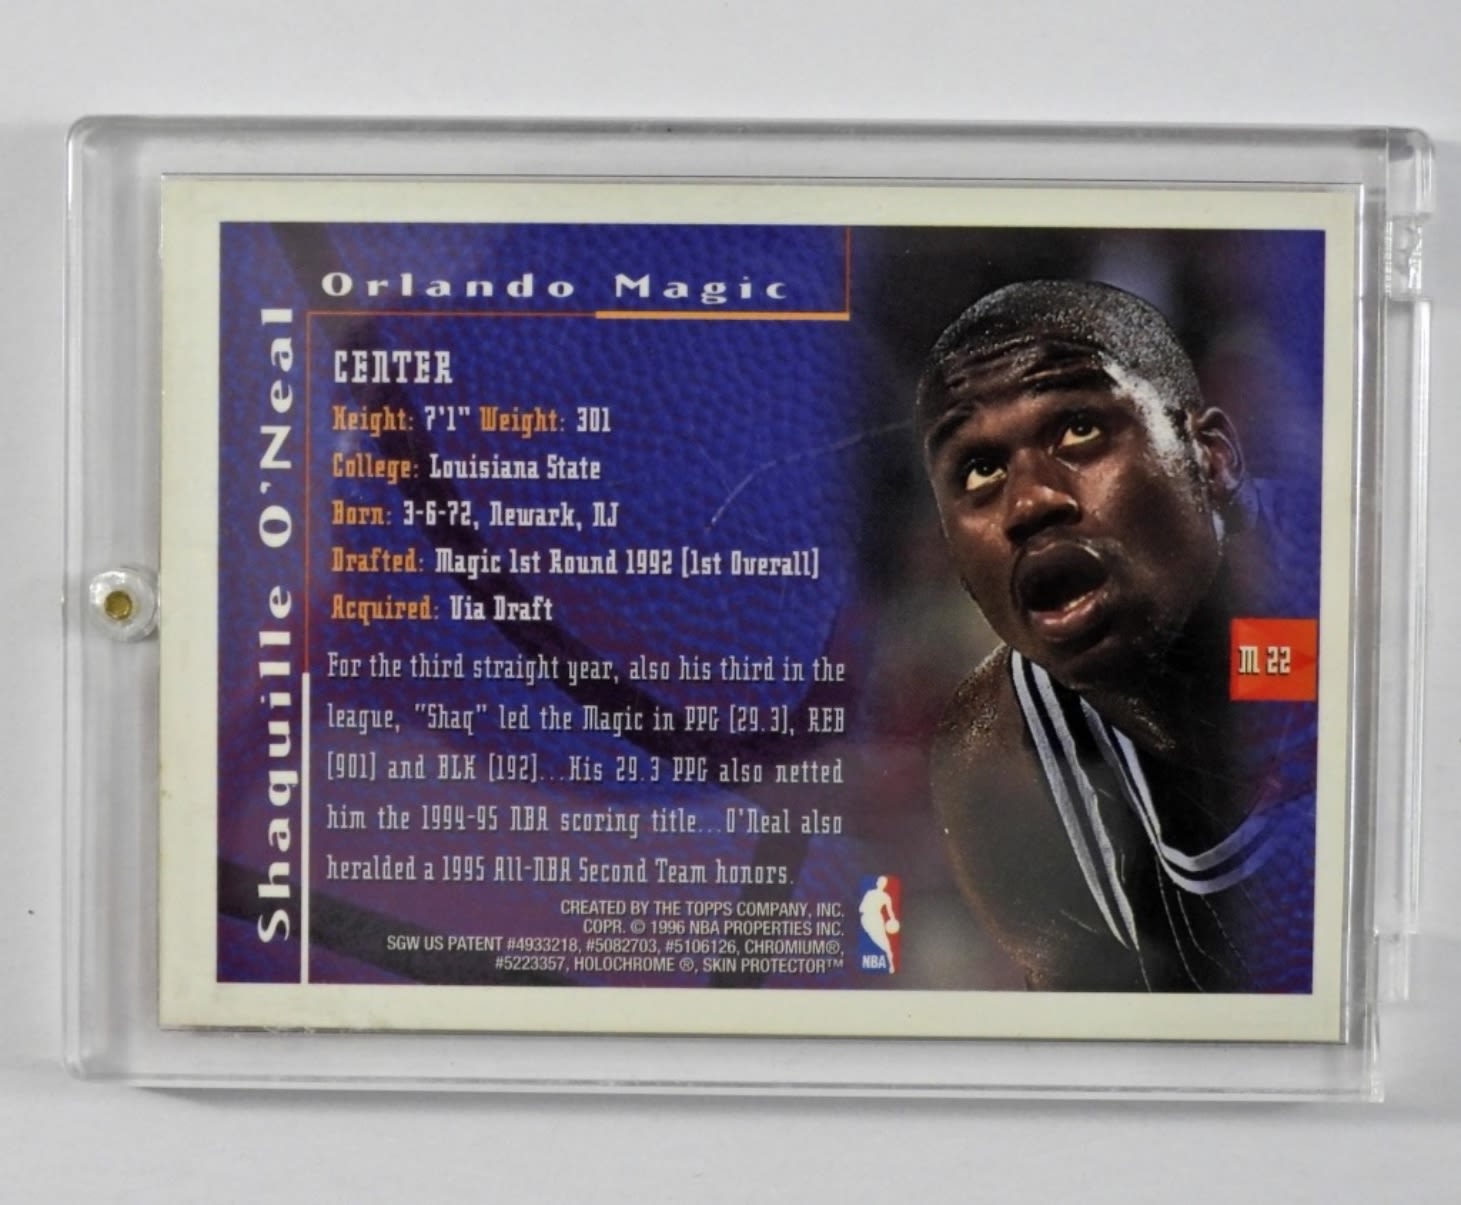 Shaquille O'Neal
Orlando Magic
CENTER
Height: 7'1" Weight: 301
College: Louisiana State
Born: 3-6-72, Newark, NJ
Drafted: Magic 1st Round 1992 (1st Overall)
Acquired: Via Draft
For the third straight year, also his third in the
league, "Shaq" led the Magic in PPG (29.3), REB
(901) and BLK (192)...His 29.3 PPG also netted
him the 1994-95 NBA scoring title...O'Neal also
heralded a 1995 All-NBA Second Team honors.
CREATED BY THE TOPPS COMPANY, INC.
COPR. © 1996 NBA PROPERTIES INC.
SGW US PATENT #4933218, #5082703, #5106126, CHROMIUM®,
#5223357, HOLOCHROME ®, SKIN PROTECTOR™
NBA
M 22